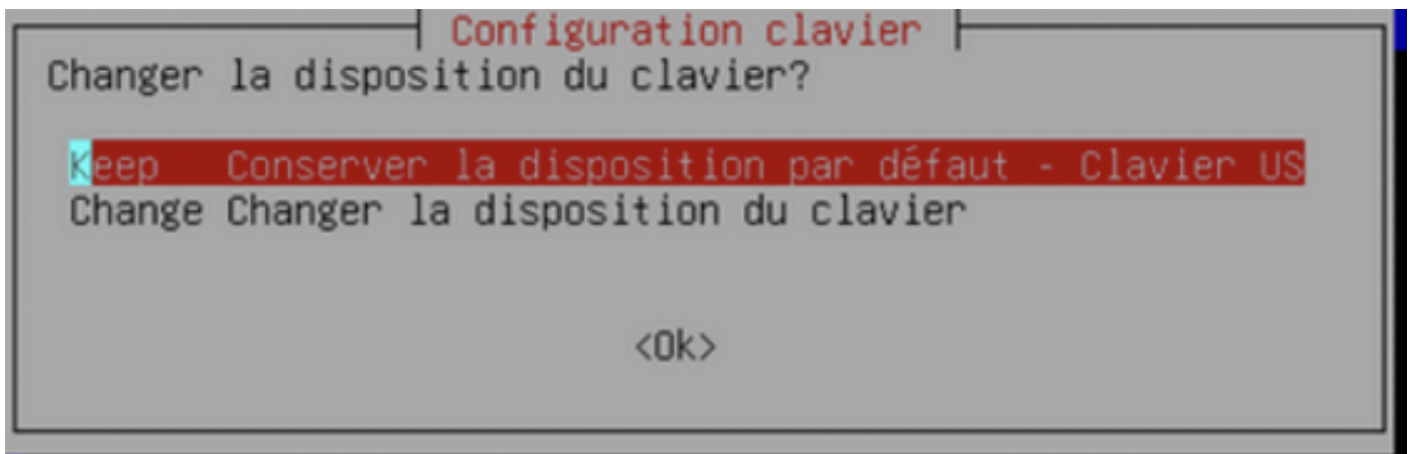 Configuration clavier
Changer la disposition du clavier?
Keep Conserver la disposition par défaut - Clavier US
Change Changer la disposition du clavier
<Ok>